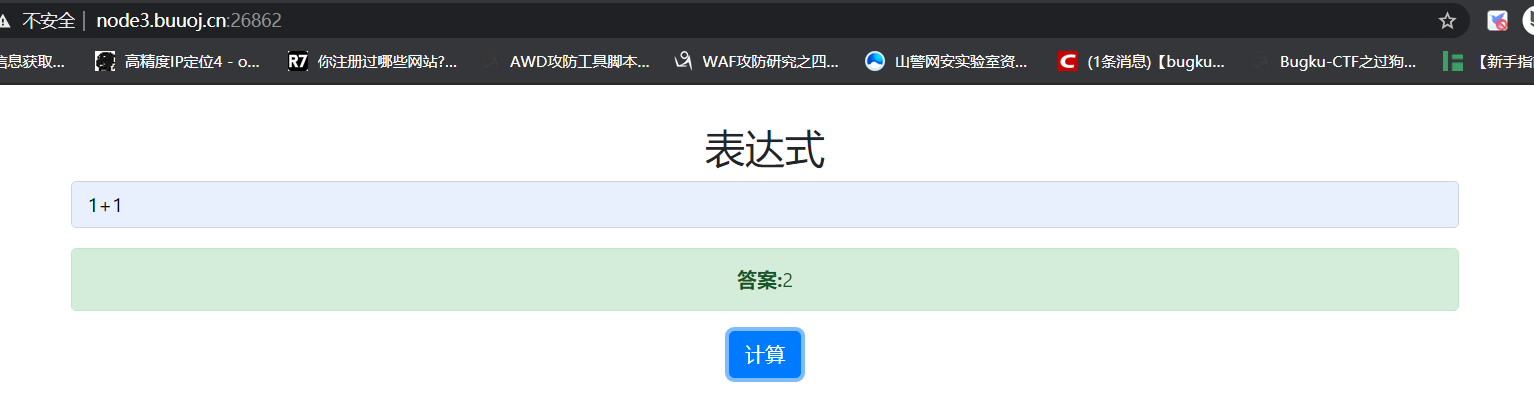 不安全 node3.buuoj.cn:26862
信息获取... 高精度IP定位4 - o... R7 你注册过哪些网站?... AWD攻防工具脚本... WAF攻防研究之四... 山警网安实验室资... C (1条消息)【bugku... Bugku-CTF之过狗... 【新手指
表达式
1+1
答案:2
计算